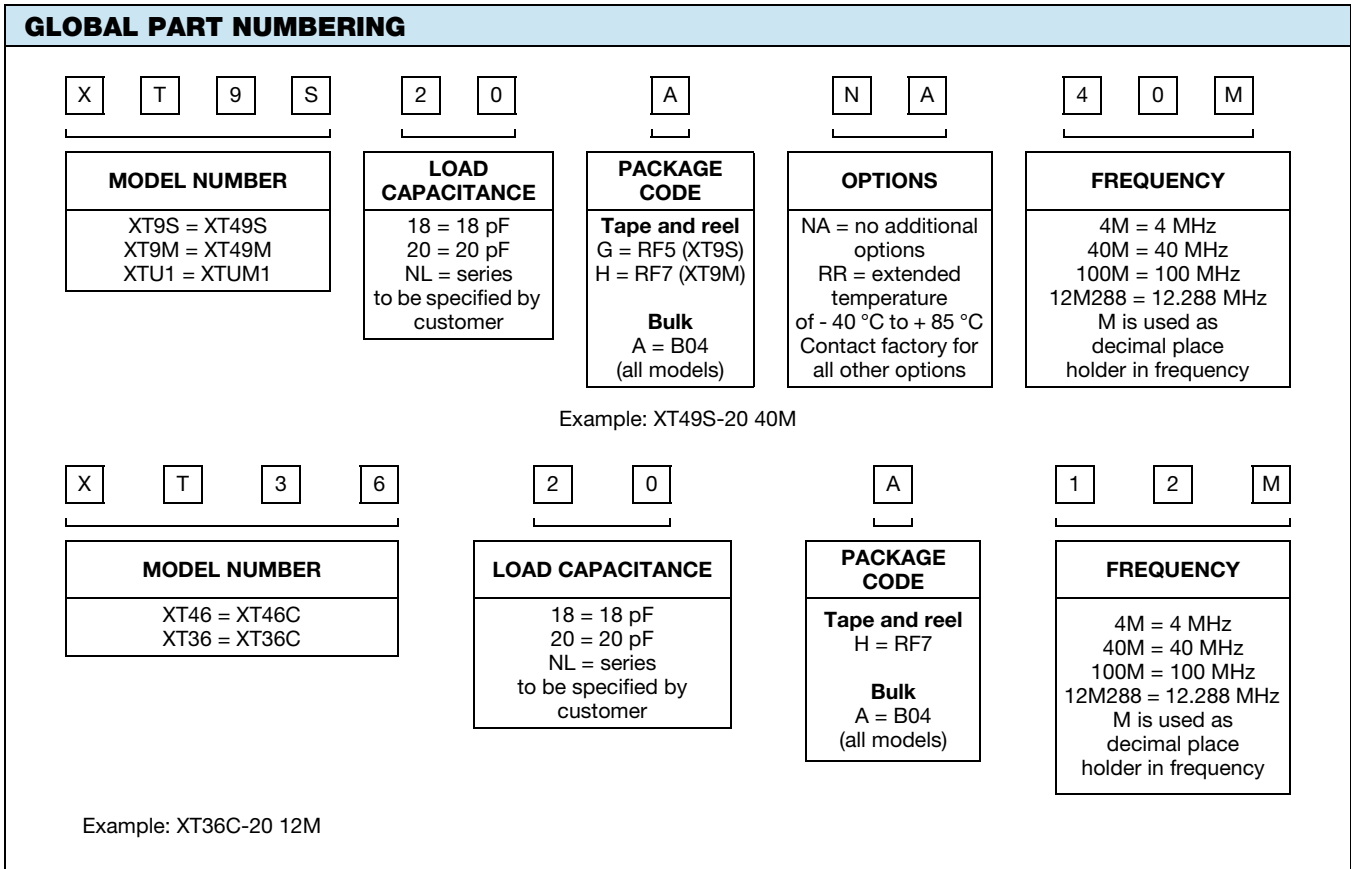 GLOBAL PART NUMBERING
X T 9 S 2 0 A N A 4 0 M
MODEL NUMBER
XT9S = XT49S
XT9M = XT49M
XTU1 = XTUM1
LOAD
CAPACITANCE
18 = 18 pF
20 = 20 pF
NL = series
to be specified by
customer
PACKAGE
CODE
Tape and reel
G = RF5 (XT9S)
H = RF7 (XT9M)
Bulk
A = B04
(all models)
OPTIONS
NA = no additional
options
RR = extended
temperature
of - 40 °C to + 85 °C
Contact factory for
all other options
FREQUENCY
4M = 4 MHz
40M = 40 MHz
100M = 100 MHz
12M288 = 12.288 MHz
M is used as
decimal place
holder in frequency
Example: XT49S-20 40M
X T 3 6 2 0 A 1 2 M
MODEL NUMBER
XT46 = XT46C
XT36 = XT36C
LOAD CAPACITANCE
18 = 18 pF
20 = 20 pF
NL = series
to be specified by
customer
PACKAGE
CODE
Tape and reel
H = RF7
Bulk
A = B04
(all models)
FREQUENCY
4M = 4 MHz
40M = 40 MHz
100M = 100 MHz
12M288 = 12.288 MHz
M is used as
decimal place
holder in frequency
Example: XT36C-20 12M